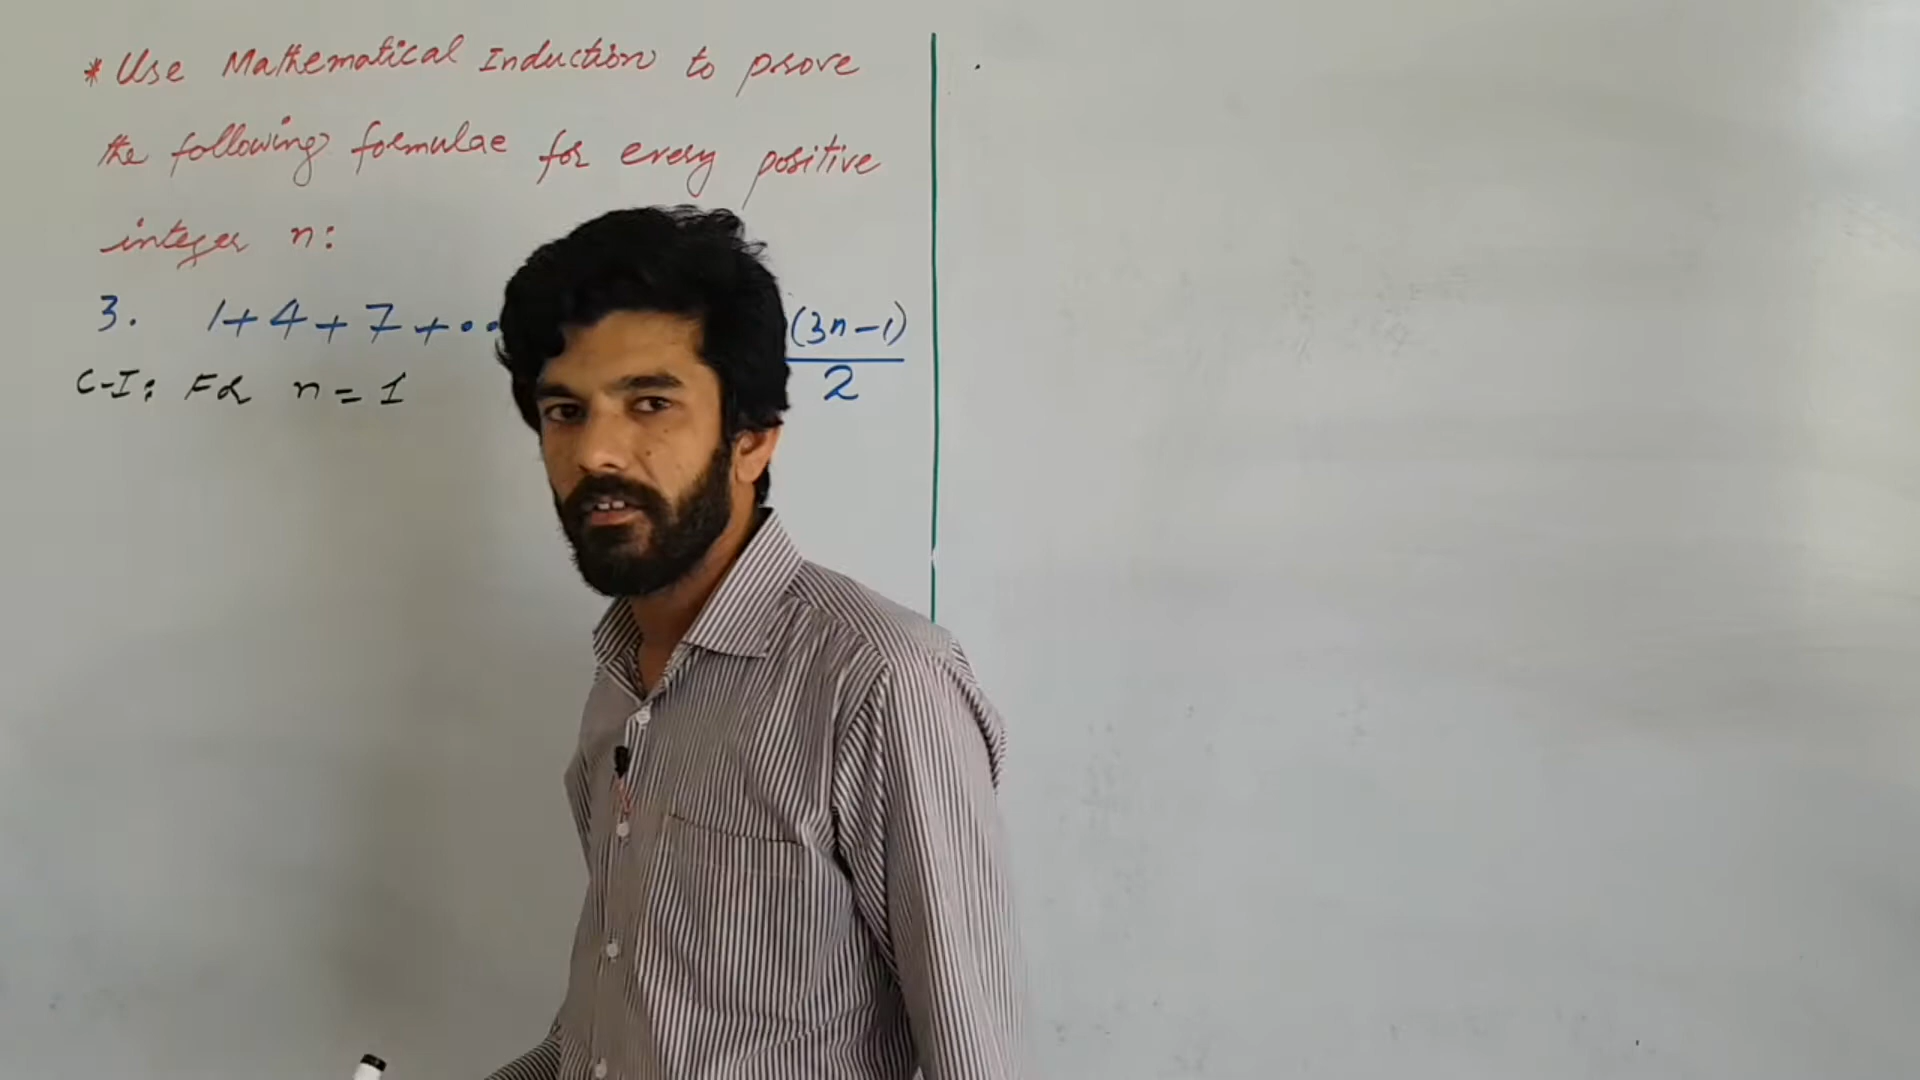 * Use Mathematical Induction to prove
the following formulae for every positive
integer n:
3. 1+4+7+.. (3n-1)
2
C-I: For n = 1